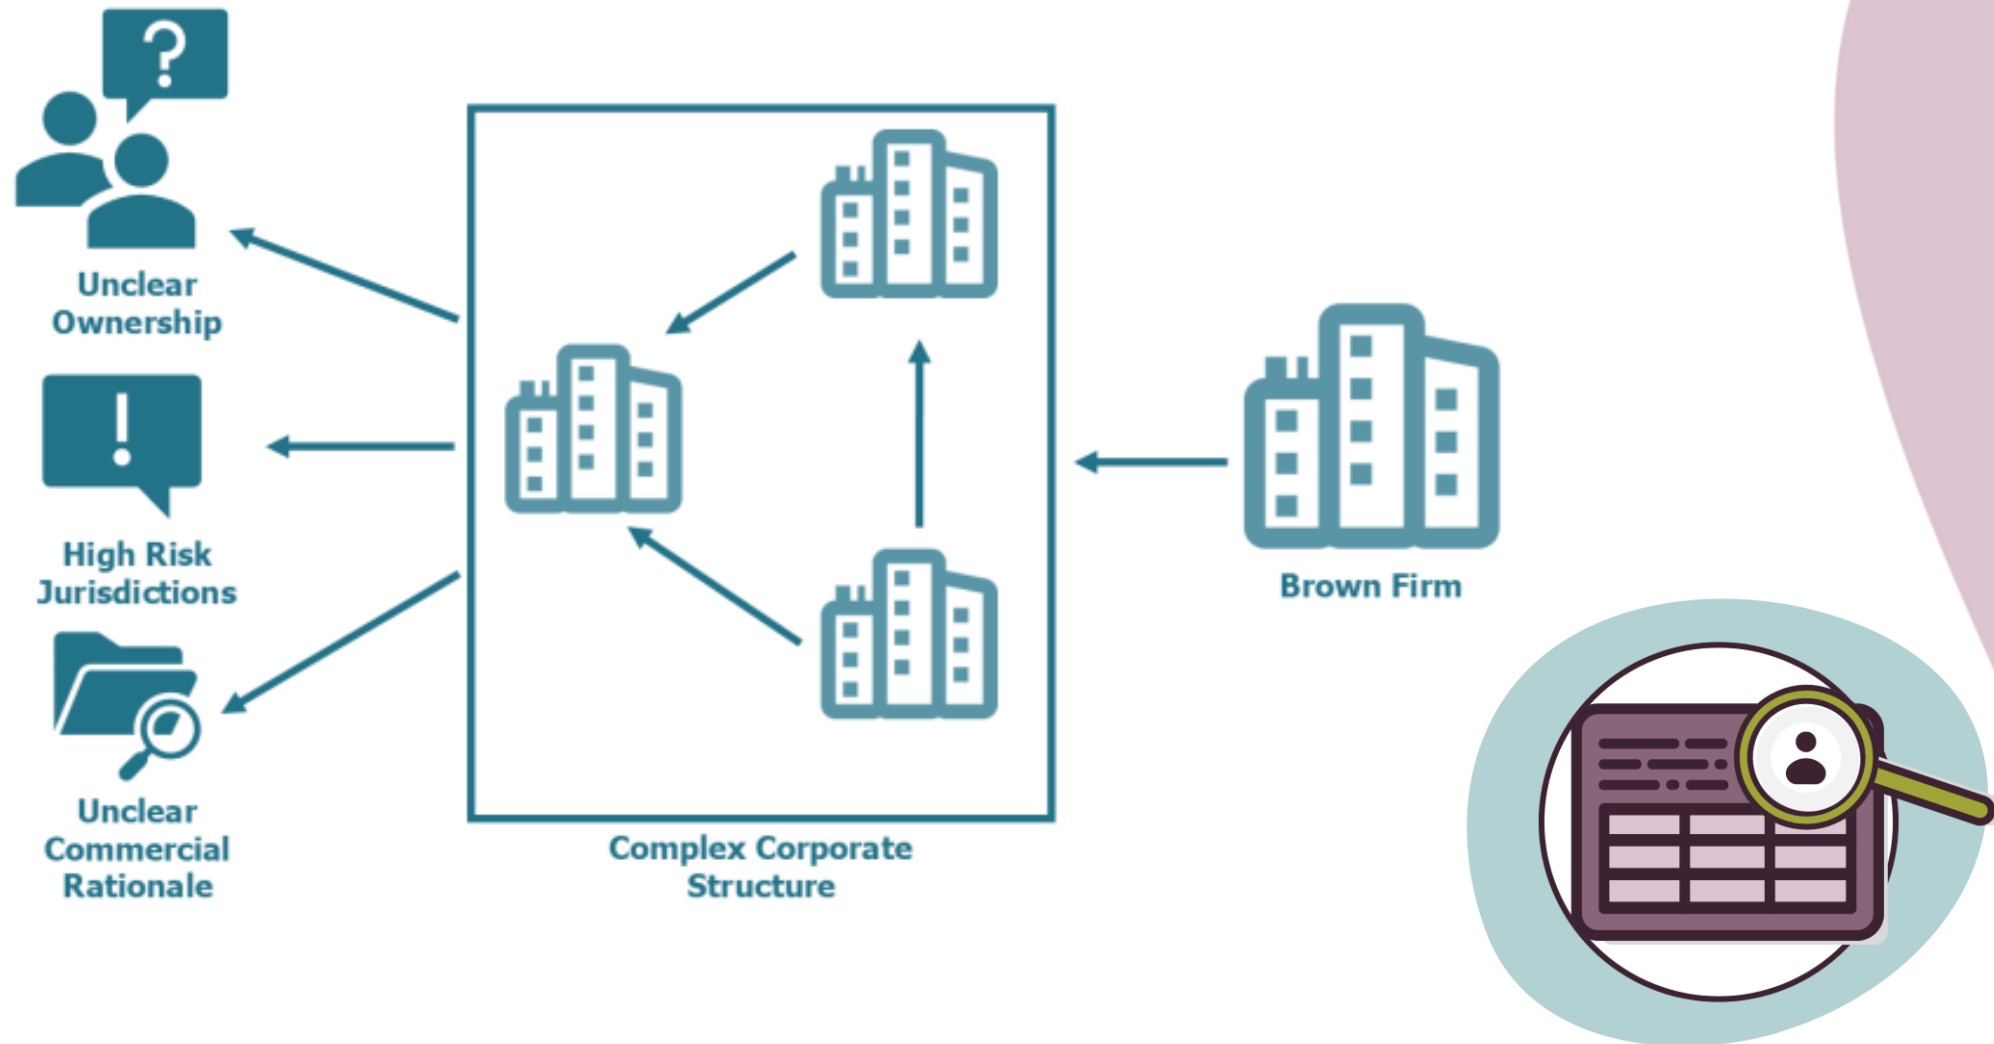 ?
Unclear
Ownership
!
High Risk
Jurisdictions
Unclear
Commercial
Rationale
Complex Corporate
Structure
Brown Firm